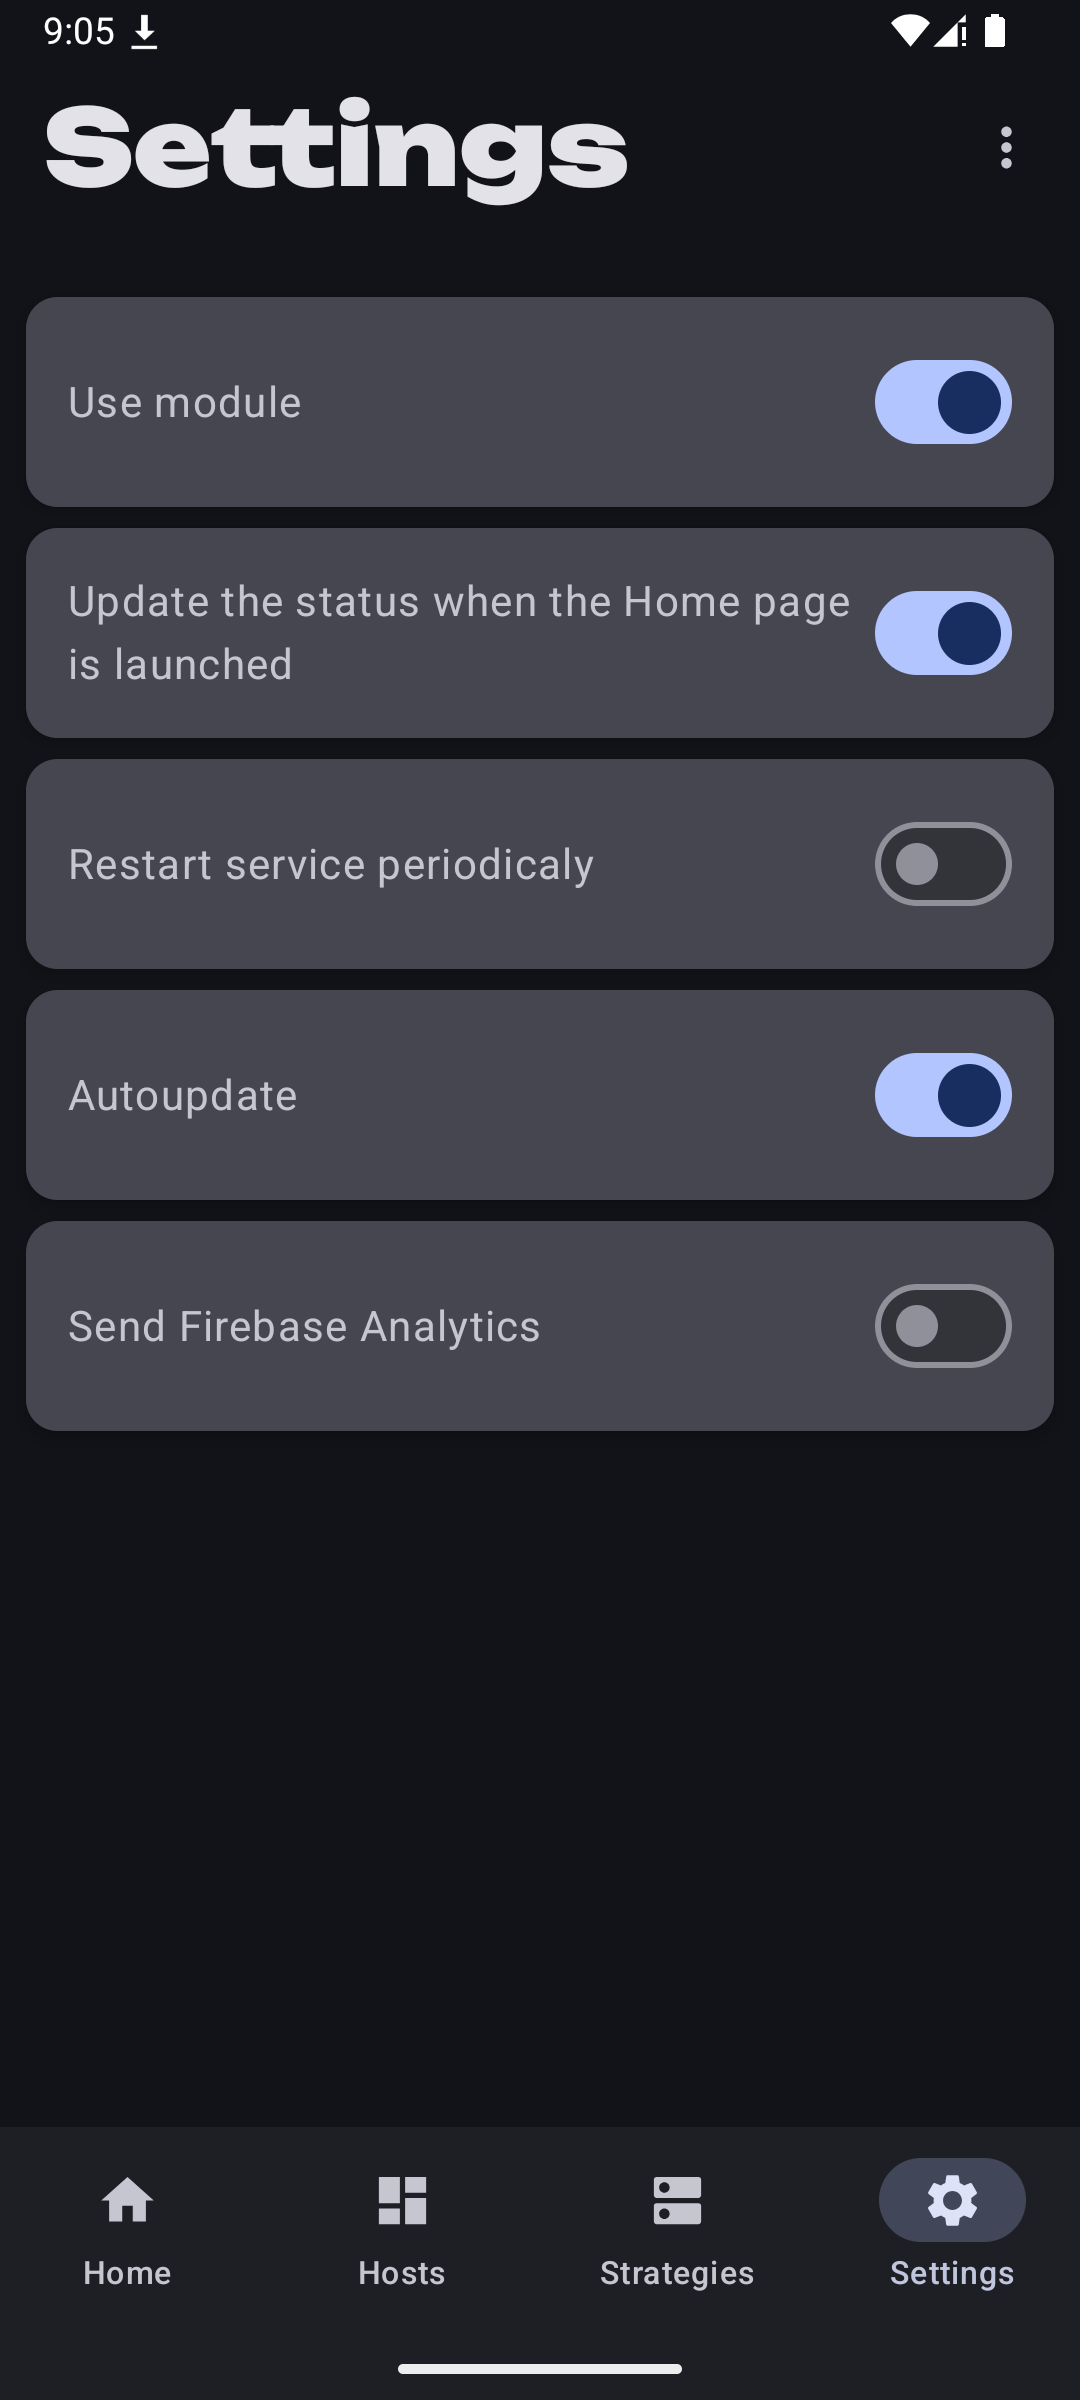 9:05
Settings
Use module
Update the status when the Home page
is launched
Restart service periodicaly
Autoupdate
Send Firebase Analytics
Home
Hosts
Strategies
Settings